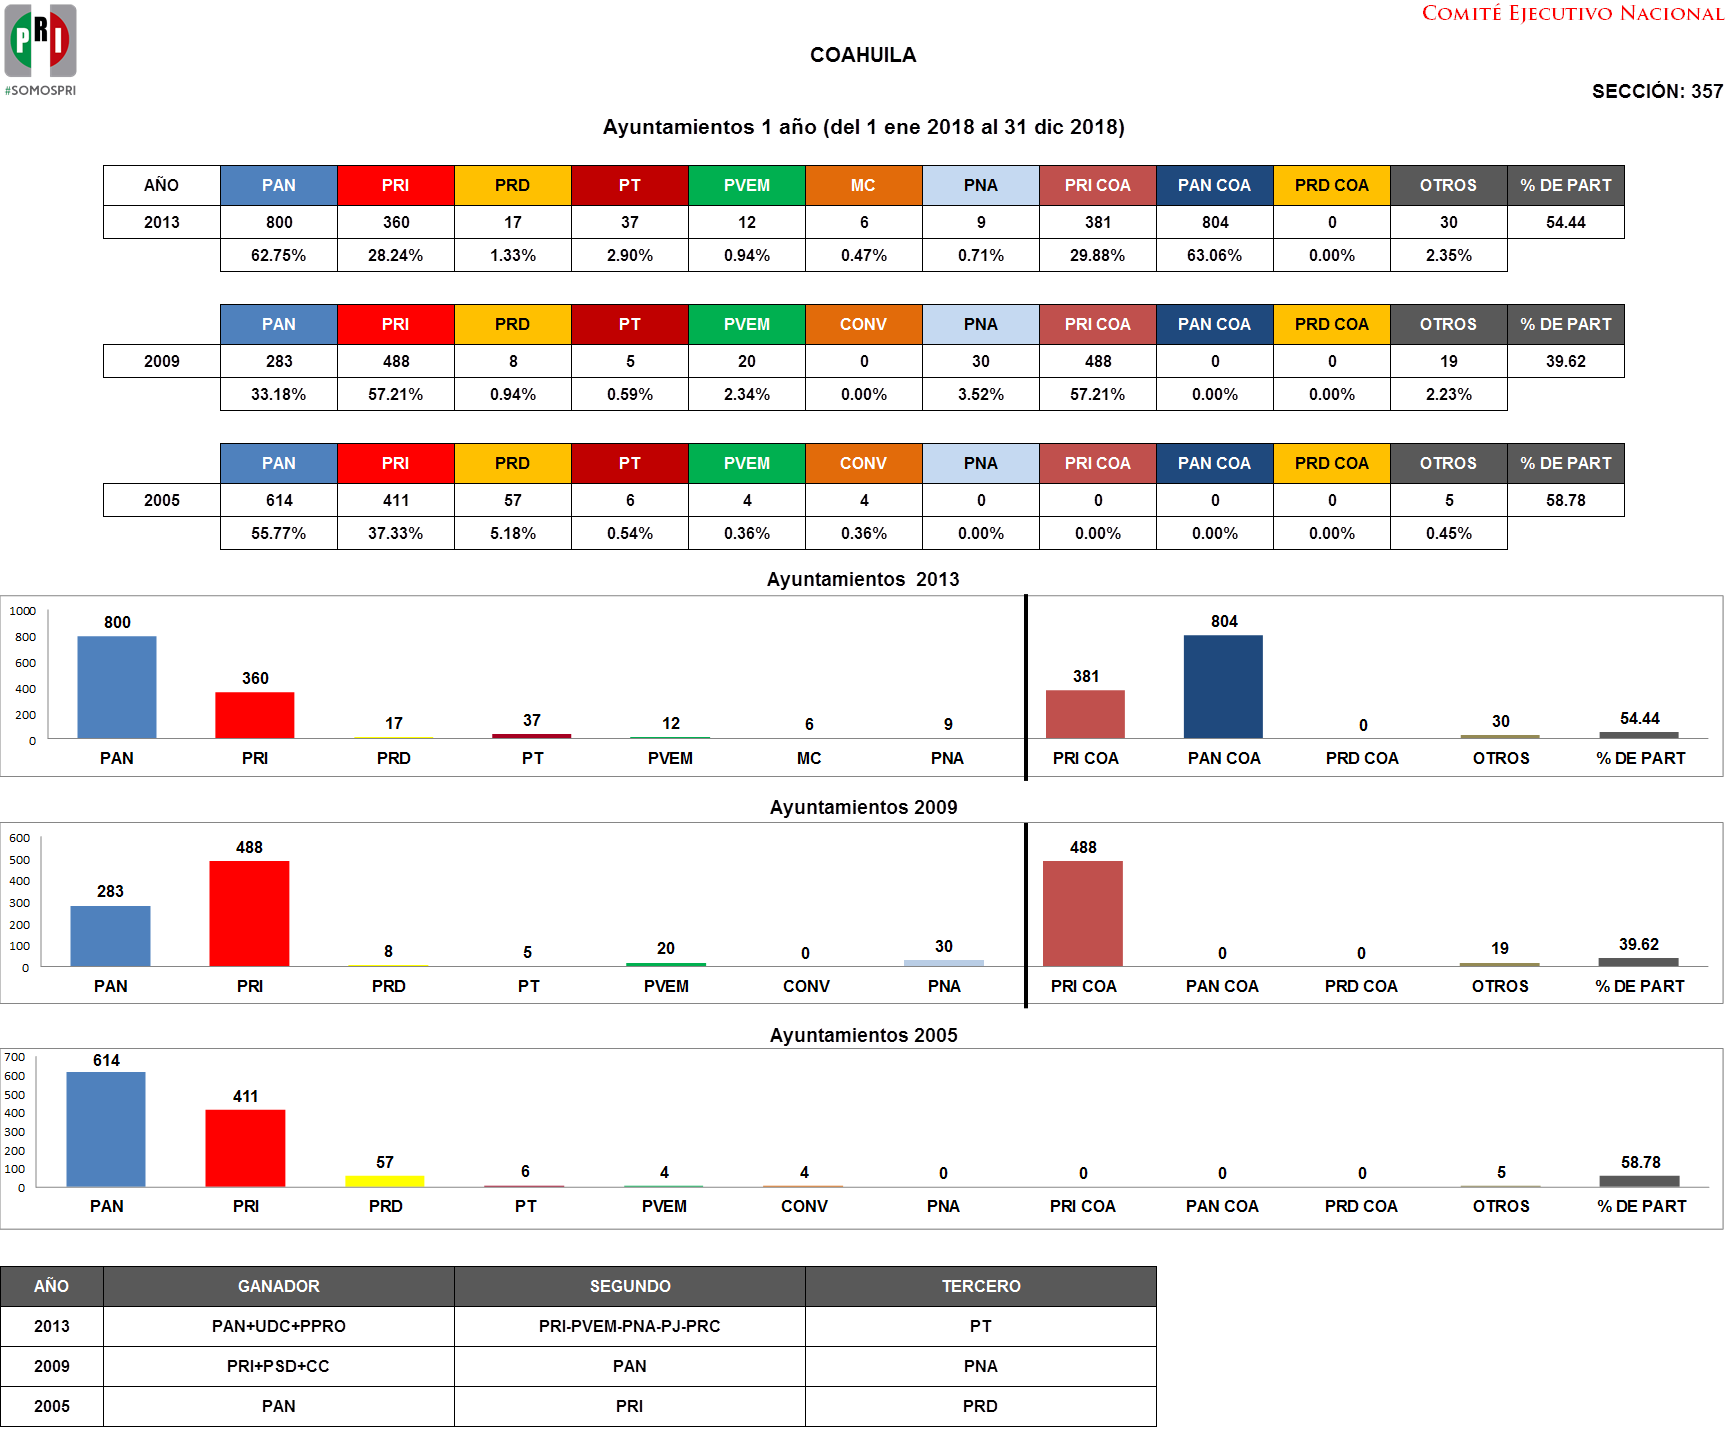 PRI
#SOMOSPRI
COMITÉ EJECUTIVO NACIONAL
COAHUILA
SECCIÓN: 357
Ayuntamientos 1 año (del 1 ene 2018 al 31 dic 2018)
AÑO PAN PRI PRD PT PVEM MC PNA PRI COA PAN COA PRD COA OTROS % DE PART
2013 800 360 17 37 12 6 9 381 804 0 30 54.44
62.75% 28.24% 1.33% 2.90% 0.94% 0.47% 0.71% 29.88% 63.06% 0.00% 2.35%
PAN PRI PRD PT PVEM CONV PNA PRI COA PAN COA PRD COA OTROS % DE PART
2009 283 488 8 5 20 0 30 488 0 0 19 39.62
33.18% 57.21% 0.94% 0.59% 2.34% 0.00% 3.52% 57.21% 0.00% 0.00% 2.23%
PAN PRI PRD PT PVEM CONV PNA PRI COA PAN COA PRD COA OTROS % DE PART
2005 614 411 57 6 4 4 0 0 0 0 5 58.78
55.77% 37.33% 5.18% 0.54% 0.36% 0.36% 0.00% 0.00% 0.00% 0.00% 0.45%
Ayuntamientos 2013
1000
800
600
400
200
0
800 360 17 37 12 6 9 381 804 0 30 54.44
PAN PRI PRD PT PVEM MC PNA PRI COA PAN COA PRD COA OTROS % DE PART
Ayuntamientos 2009
600
500
400
300
200
100
0
283 488 8 5 20 0 30 488 0 0 19 39.62
PAN PRI PRD PT PVEM CONV PNA PRI COA PAN COA PRD COA OTROS % DE PART
Ayuntamientos 2005
700
600
500
400
300
200
100
0
614 411 57 6 4 4 0 0 0 0 5 58.78
PAN PRI PRD PT PVEM CONV PNA PRI COA PAN COA PRD COA OTROS % DE PART
AÑO GANADOR SEGUNDO TERCERO
2013 PAN+UDC+PPRO PRI-PVEM-PNA-PJ-PRC PT
2009 PRI+PSD+CC PAN PNA
2005 PAN PRI PRD